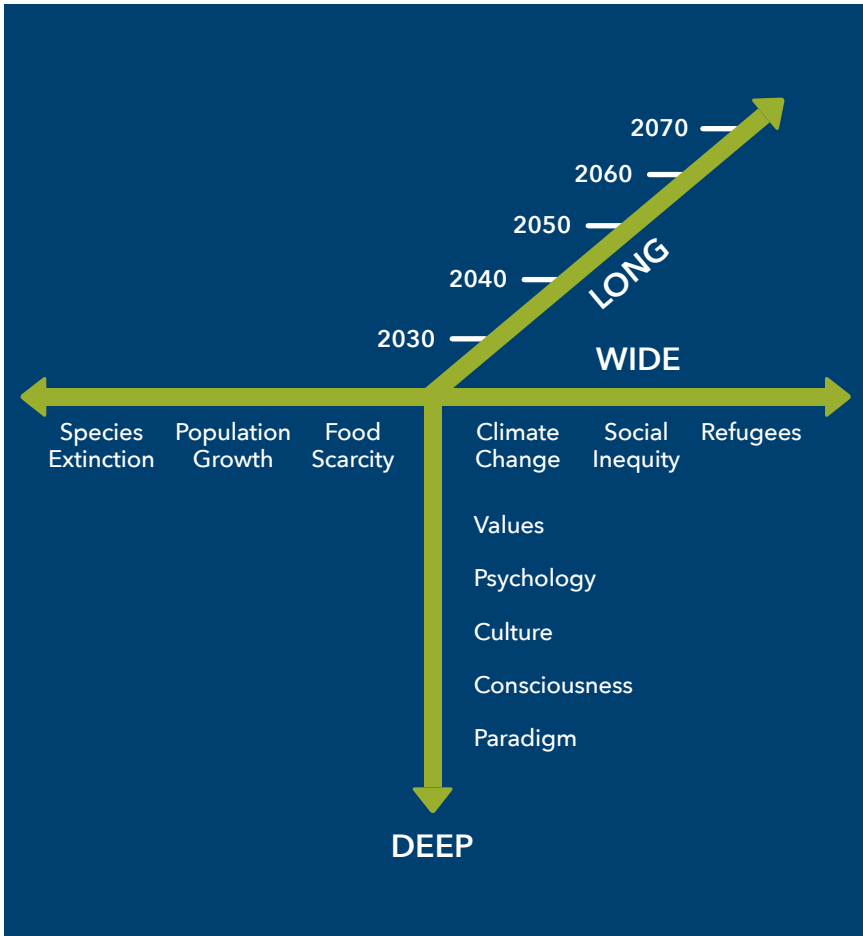 2070
2060
2050
2040
2030
LONG
WIDE
Species
Extinction
Population
Growth
Food
Scarcity
Climate
Change
Social
Inequity
Refugees
Values
Psychology
Culture
Consciousness
Paradigm
DEEP